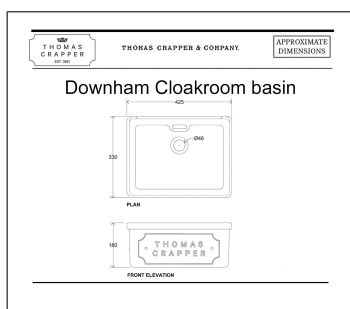 THOMAS
CRAPPER
EST. 1861
THOMAS CRAPPER & COMPANY.
APPROXIMATE
DIMENSIONS
Downham Cloakroom basin
425
Ø46
330
PLAN
180
THOMAS
CRAPPER
FRONT ELEVATION